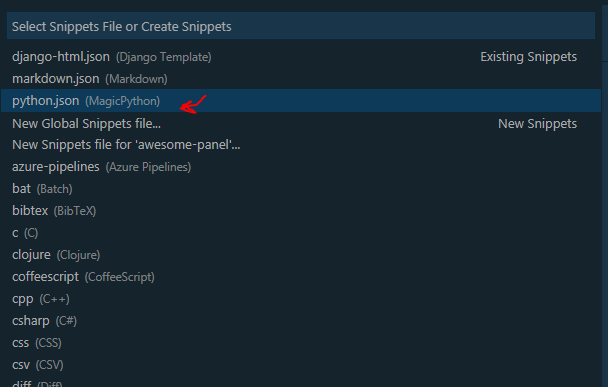 Select Snippets File or Create Snippets
django-html.json (Django Template) Existing Snippets
markdown.json (Markdown)
python.json (MagicPython)
New Global Snippets file... New Snippets
New Snippets file for 'awesome-panel'...
azure-pipelines (Azure Pipelines)
bat (Batch)
bibtex (BibTeX)
c (C)
clojure (Clojure)
coffeescript (CoffeeScript)
cpp (C++)
csharp (C#)
css (CSS)
csv (CSV)
diff (Diff)